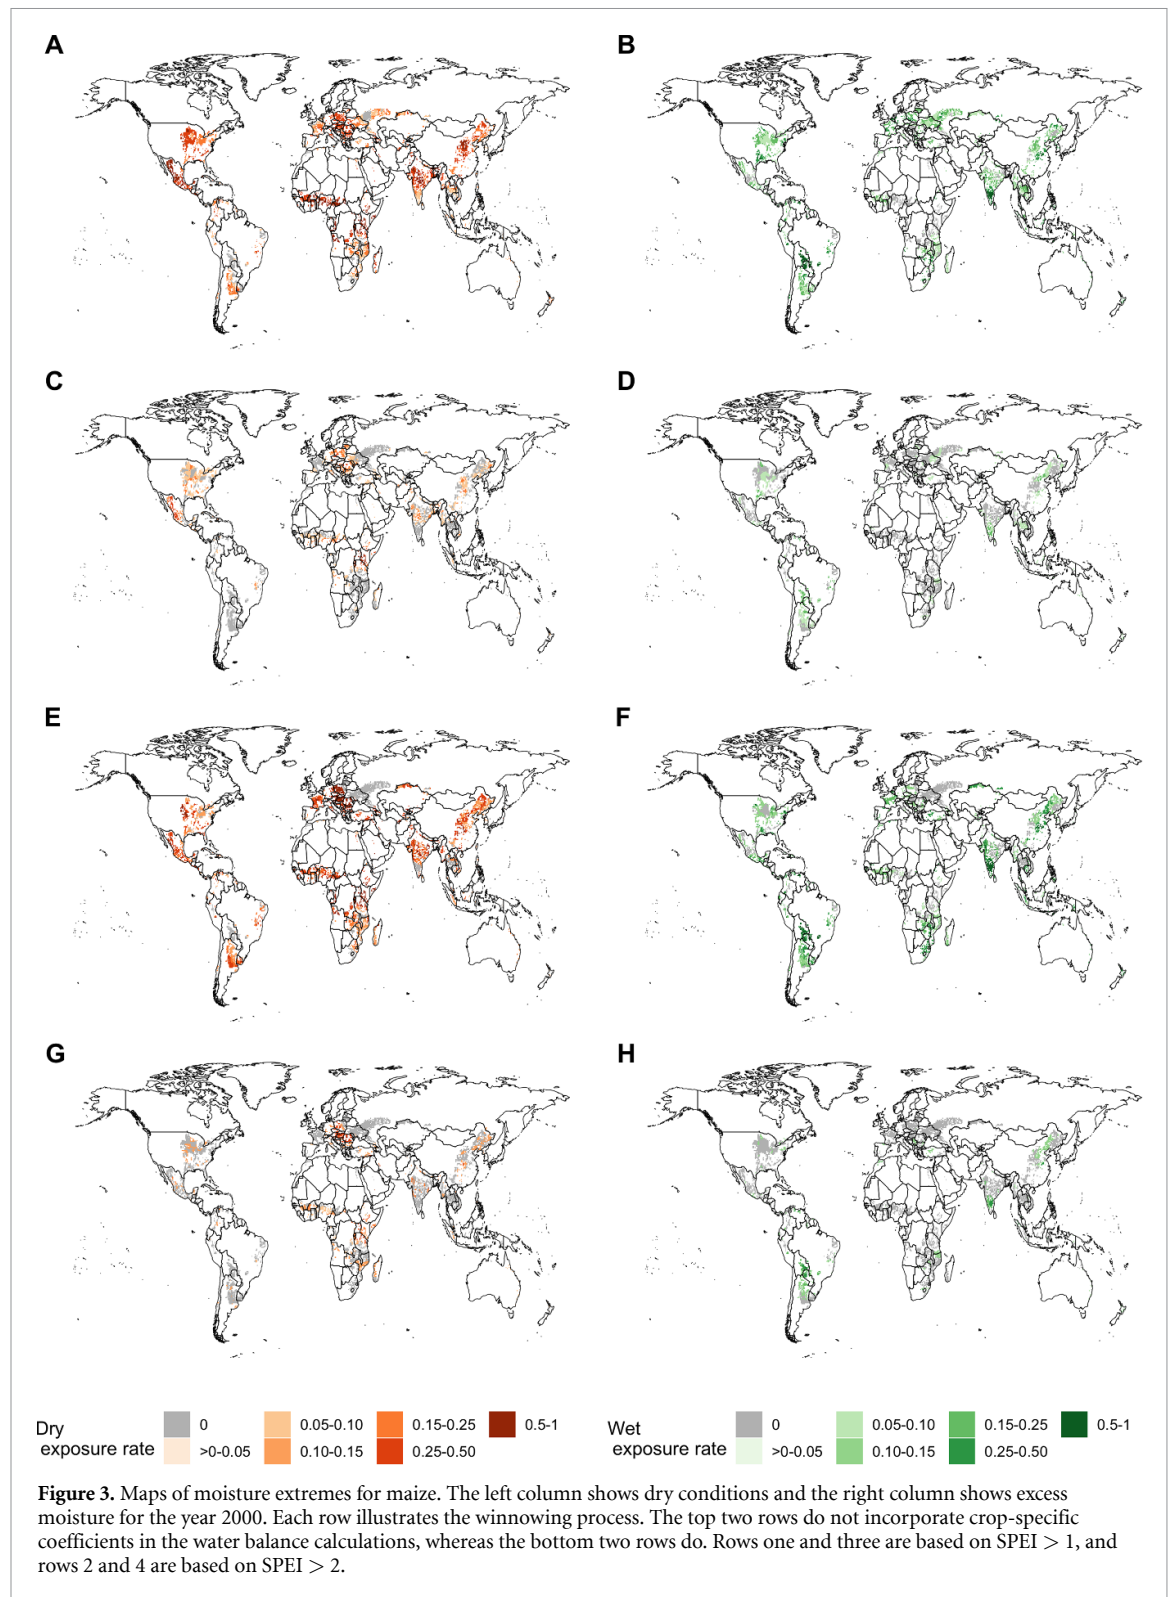 A
B
C
D
E
F
G
H
Dry
exposure rate
0
>0-0.05
0.05-0.10
0.10-0.15
0.15-0.25
0.25-0.50
0.5-1
Wet
exposure rate
0
>0-0.05
0.05-0.10
0.10-0.15
0.15-0.25
0.25-0.50
0.5-1
Figure 3. Maps of moisture extremes for maize. The left column shows dry conditions and the right column shows excess
moisture for the year 2000. Each row illustrates the winnowing process. The top two rows do not incorporate crop-specific
coefficients in the water balance calculations, whereas the bottom two rows do. Rows one and three are based on SPEI > 1, and
rows 2 and 4 are based on SPEI > 2.